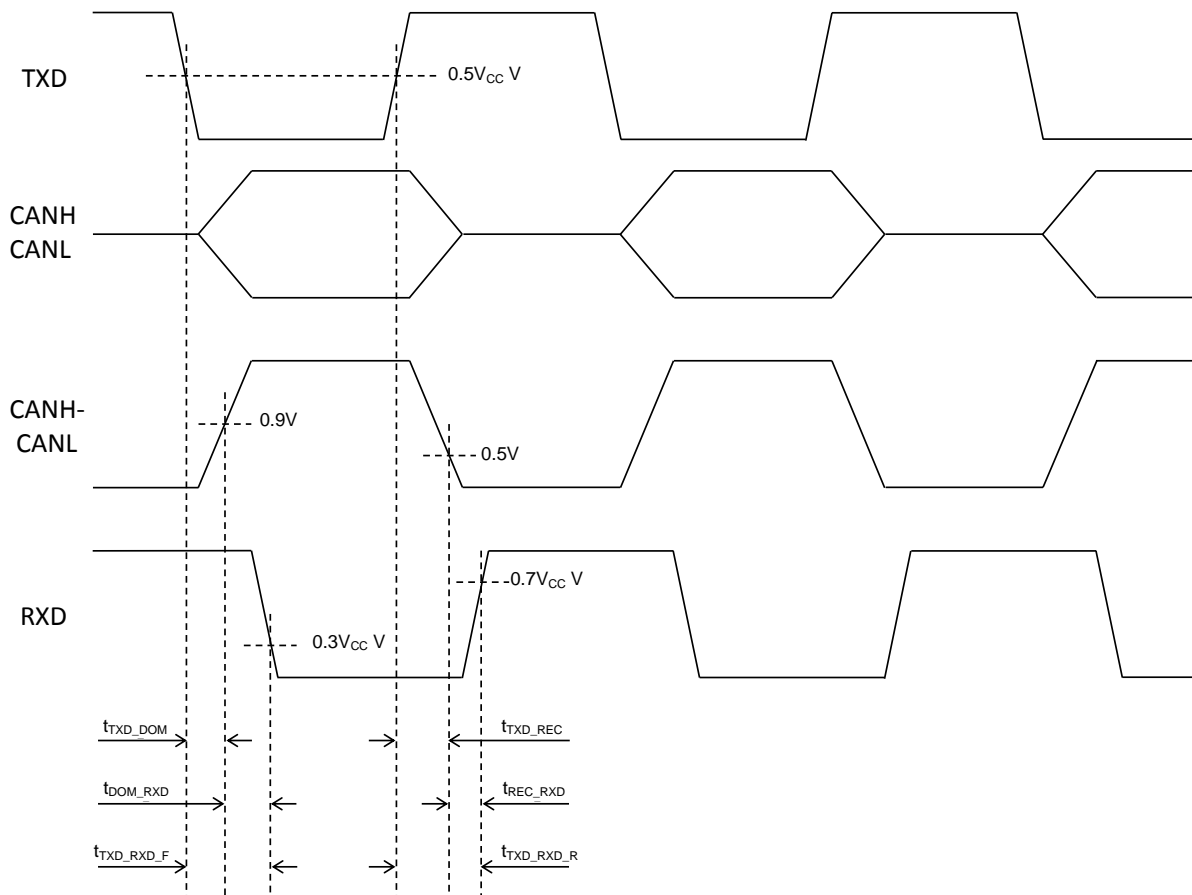 TXD
0.5VCC V
CANH
CANL
CANH-
CANL
0.9V
0.5V
RXD
0.7VCC V
0.3VCC V
tTXD_DOM
tTXD_REC
tDOM_RXD
tREC_RXD
tTXD_RXD_F
tTXD_RXD_R